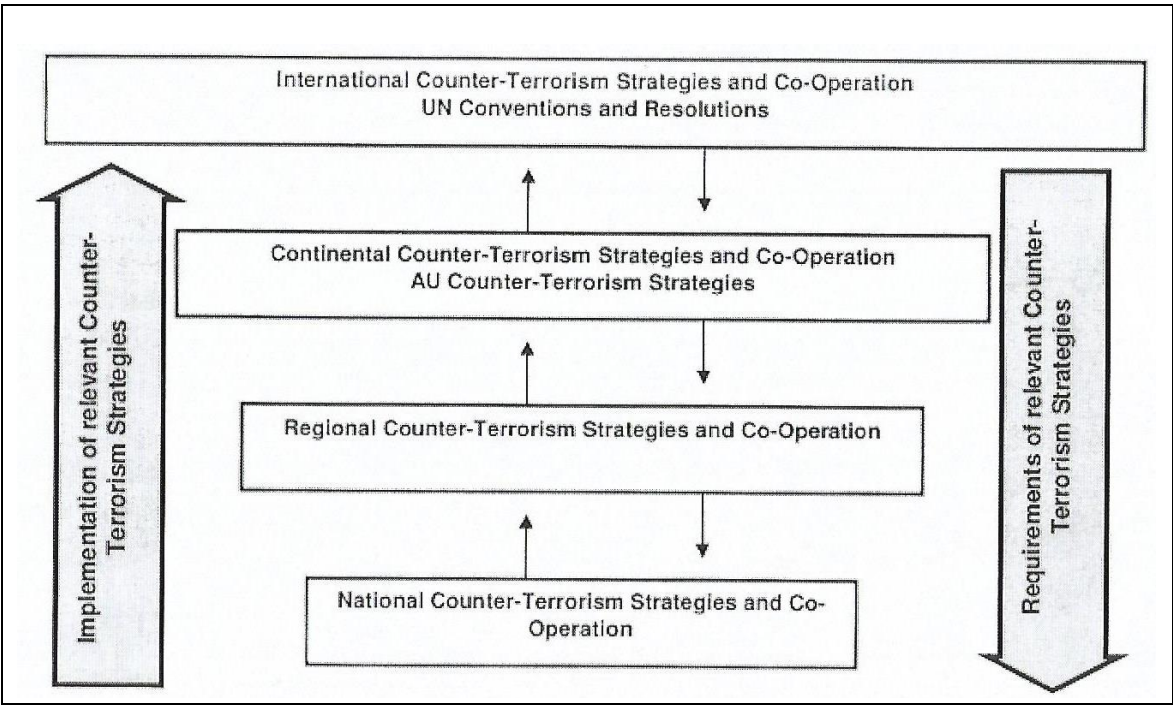 International Counter-Terrorism Strategies and Co-Operation
UN Conventions and Resolutions
Implementation of relevant Counter-
Terrorism Strategies
Continental Counter-Terrorism Strategies and Co-Operation
AU Counter-Terrorism Strategies
Requirements of relevant Counter-
Terrorism Strategies
Regional Counter-Terrorism Strategies and Co-Operation
National Counter-Terrorism Strategies and Co-
Operation